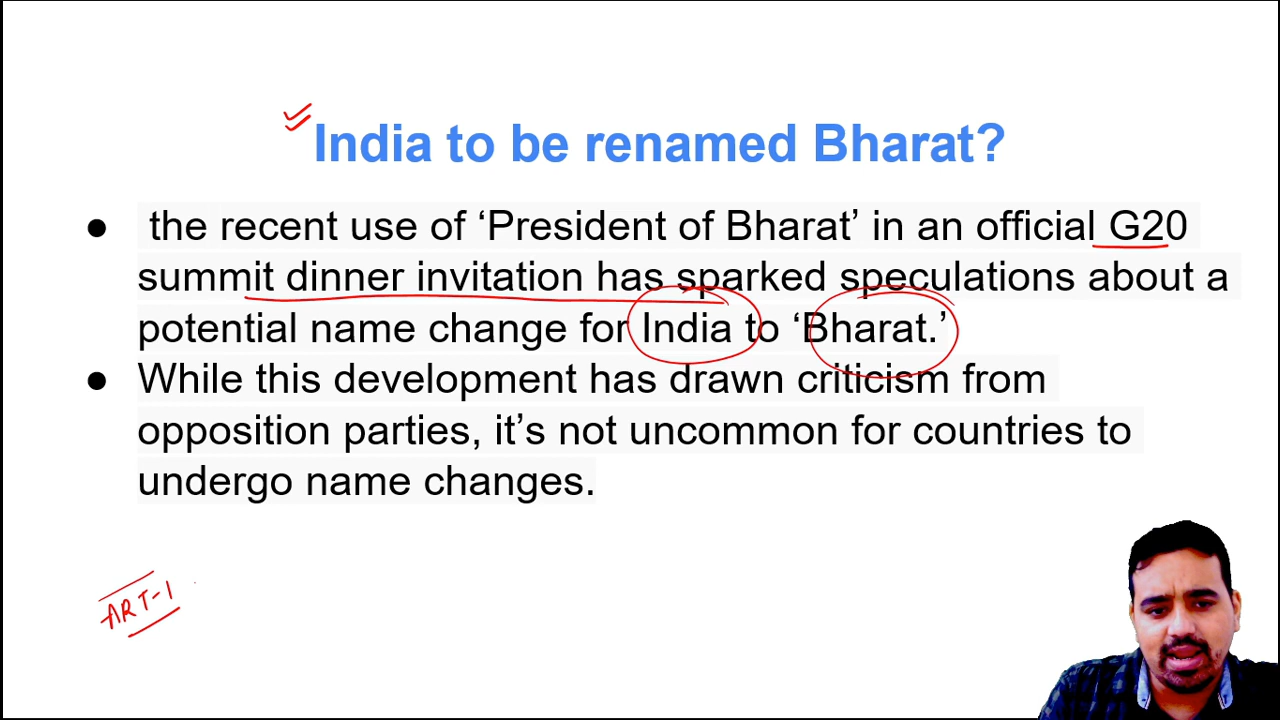 India to be renamed Bharat?
● the recent use of ‘President of Bharat’ in an official G20
summit dinner invitation has sparked speculations about a
potential name change for India to ‘Bharat.’
● While this development has drawn criticism from
opposition parties, it’s not uncommon for countries to
undergo name changes.
ART-1